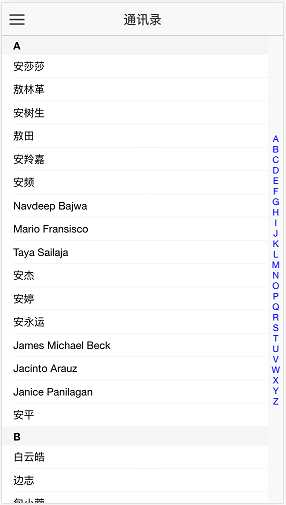 通讯录
A
安莎莎
敖林革
安树生
敖田
安羚嘉
安频
Navdeep Bajwa
Mario Fransisco
Taya Sailaja
安杰
安婷
安永运
James Michael Beck
Jacinto Arauz
Janice Panilagan
安平
B
白云皓
边志
A
B
C
D
E
F
G
H
I
J
K
L
M
N
O
P
Q
R
S
T
U
V
W
X
Y
Z